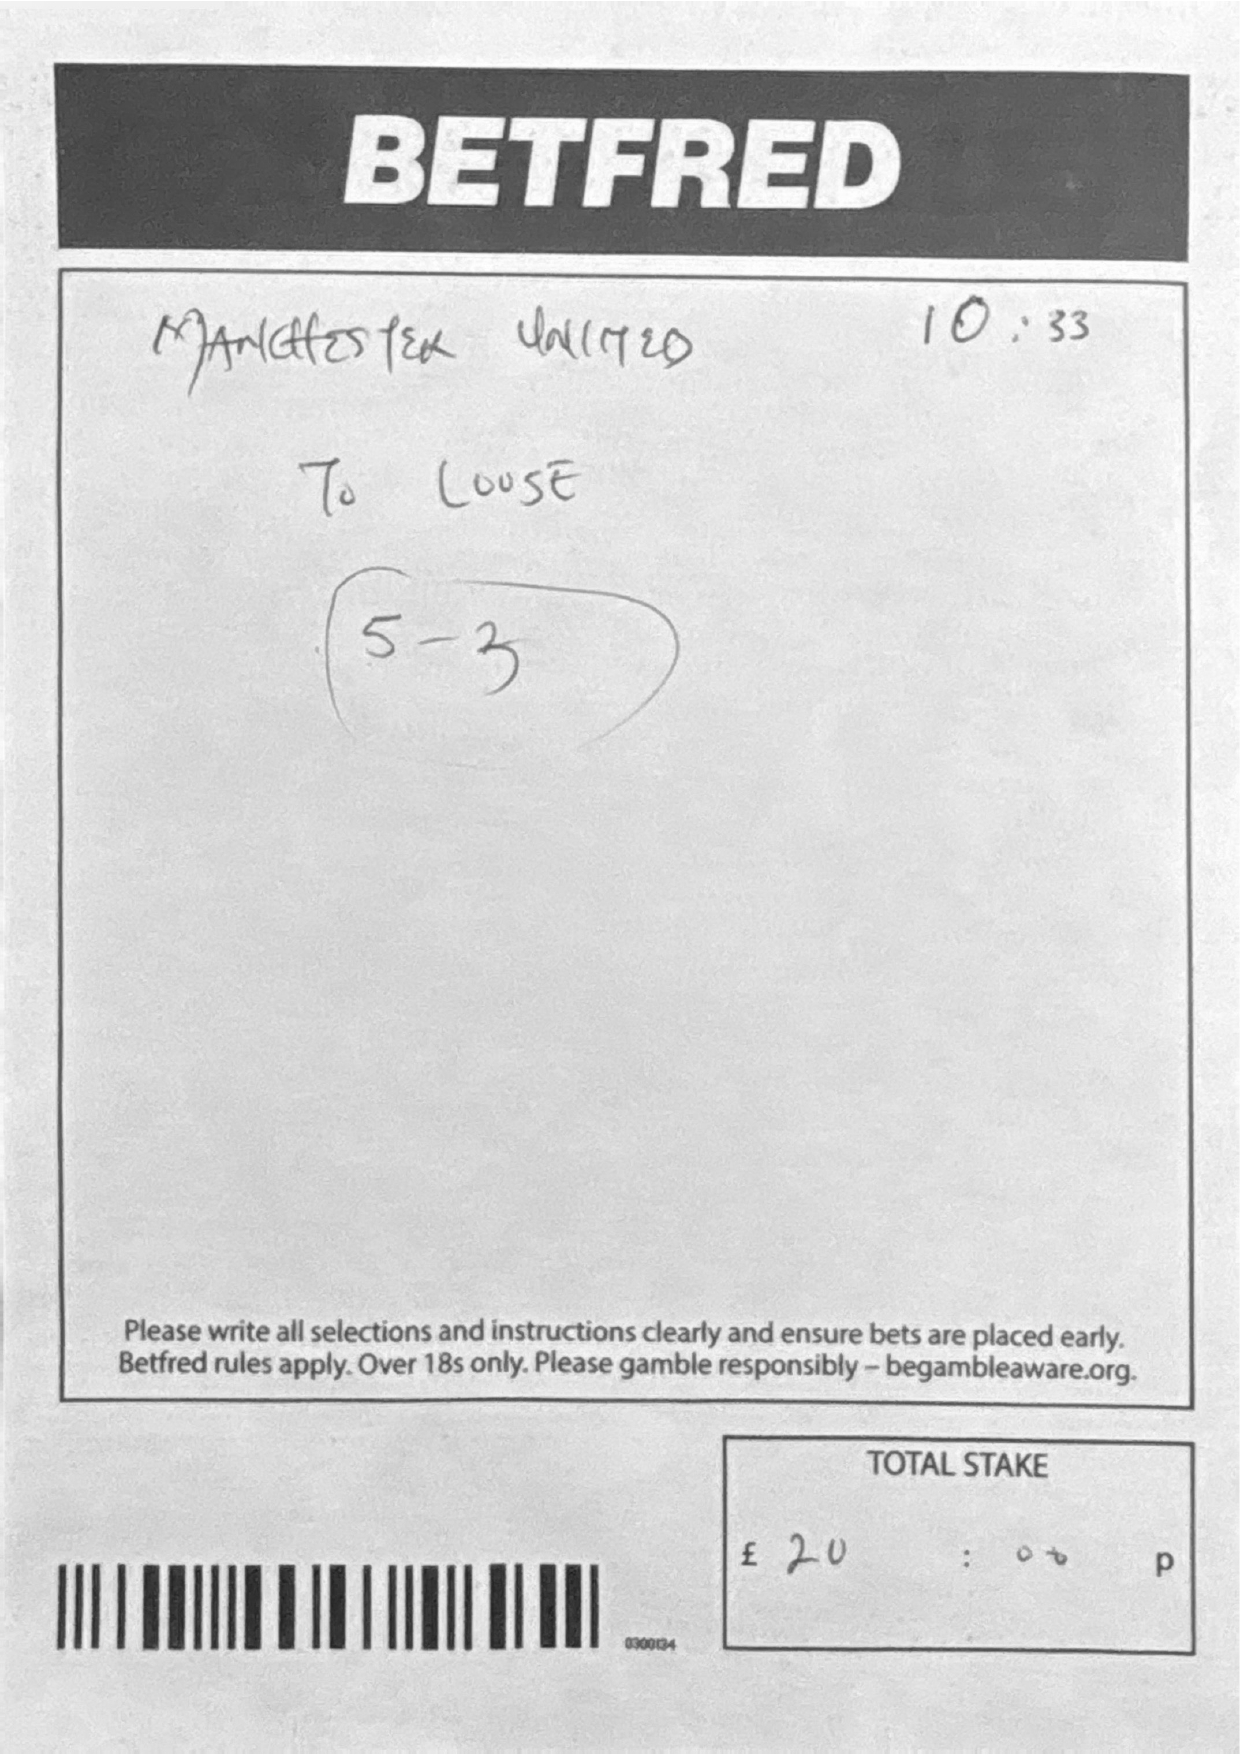 BETFRED
MANCHESTER UNITED 10:33
TO LOOSE
5-3
Please write all selections and instructions clearly and ensure bets are placed early.
Betfred rules apply. Over 18s only. Please gamble responsibly – begambleaware.org.
TOTAL STAKE
£ 20 : 00 p
0300134